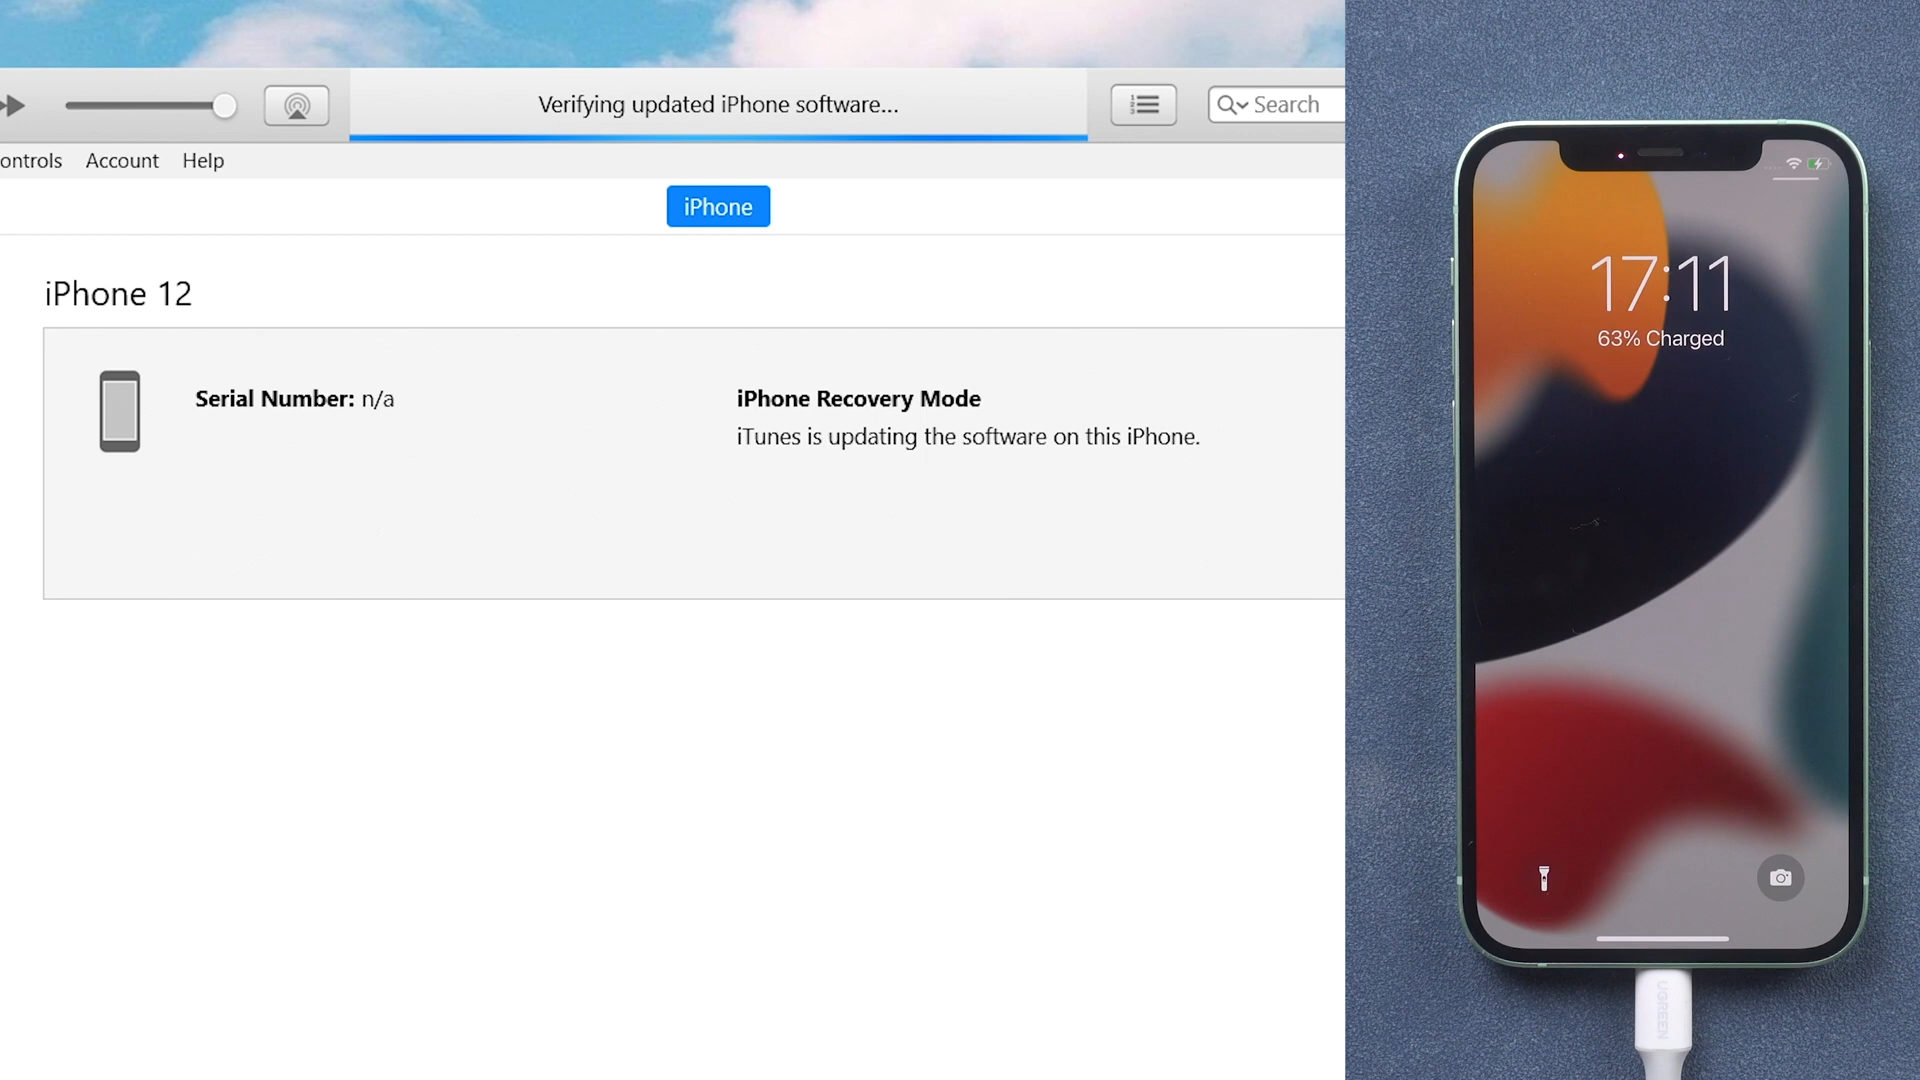 Verifying updated iPhone software...
Search
ontrols Account Help
iPhone
iPhone 12
Serial Number: n/a
iPhone Recovery Mode
iTunes is updating the software on this iPhone.
17:11
63% Charged
UGREEN